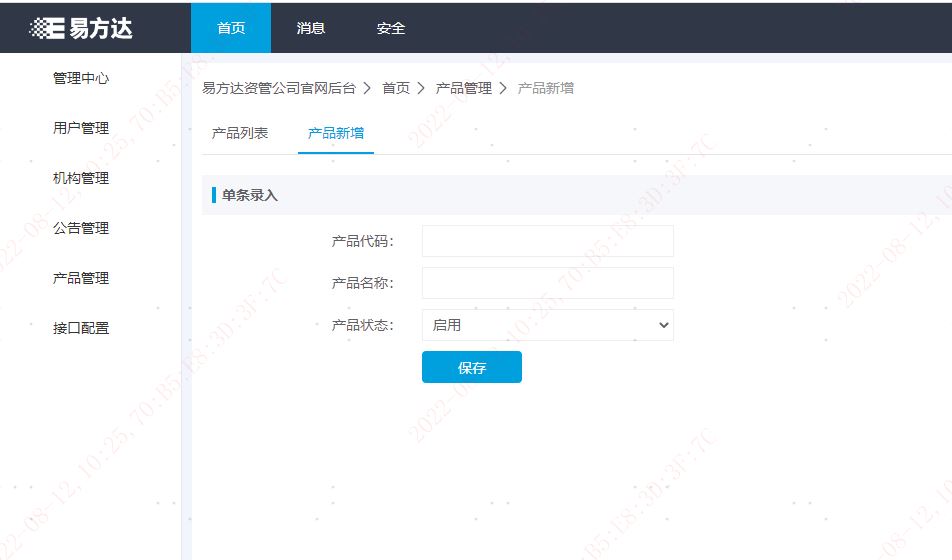 易方达
首页 消息 安全
管理中心
用户管理
机构管理
公告管理
产品管理
接口配置
易方达资管公司官网后台 > 首页 > 产品管理 > 产品新增
产品列表 产品新增
单条录入
产品代码：
产品名称：
产品状态： 启用
保存
2022-08-12,10:25,70:B5:E8:3D:3F:7C